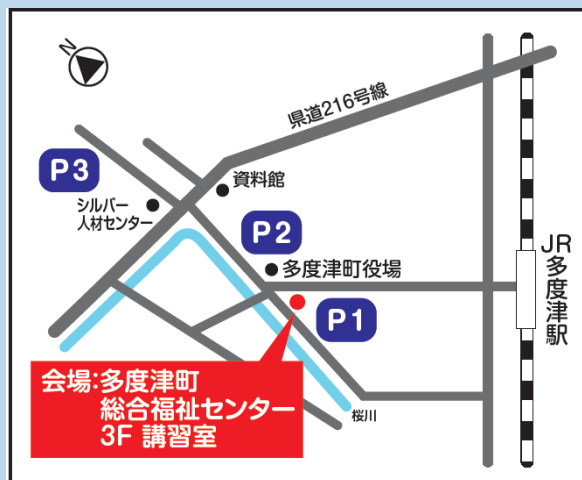 N
県道216号線
P3
資料館
シルバー
人材センター
P2
多度津町役場
JR
多度津駅
P1
会場:多度津町
総合福祉センター
3F 講習室
桜川